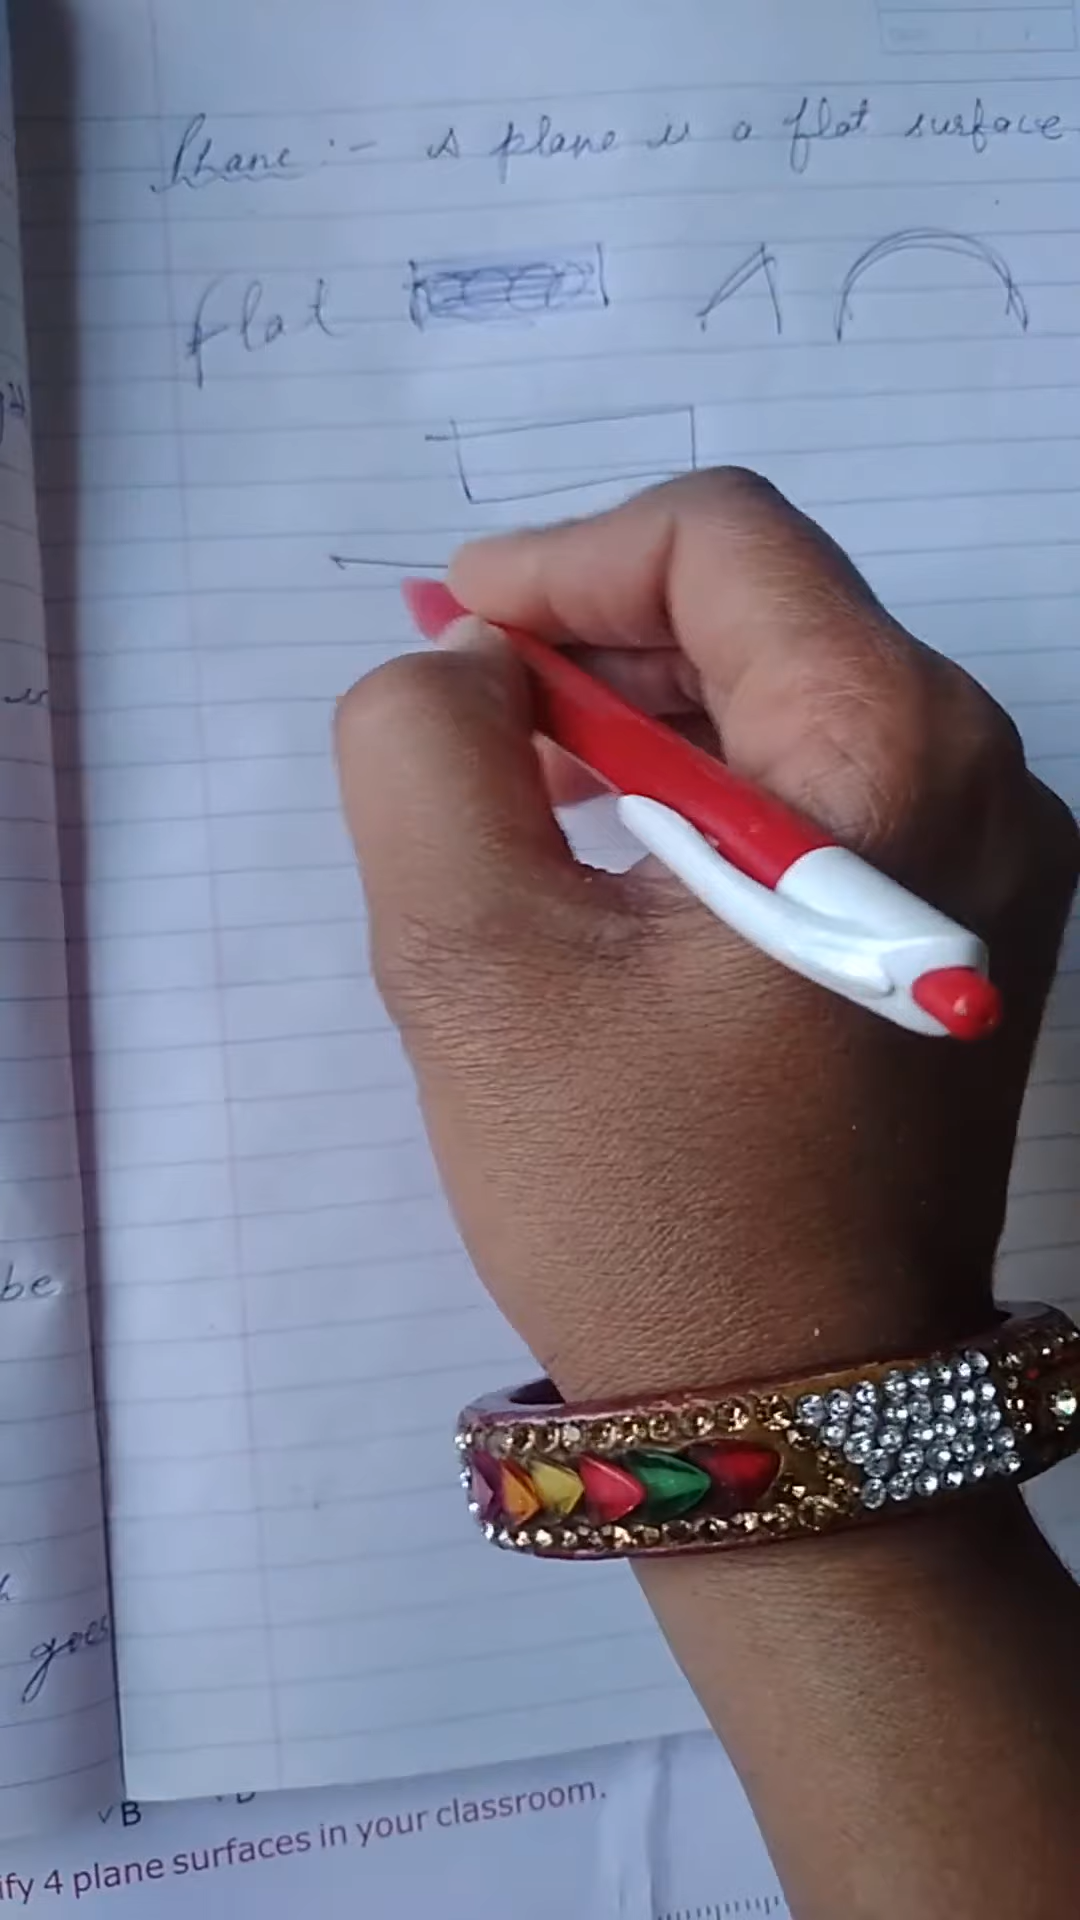 Plane :- A plane is a flat surface
flat
be
goes
B
ify 4 plane surfaces in your classroom.